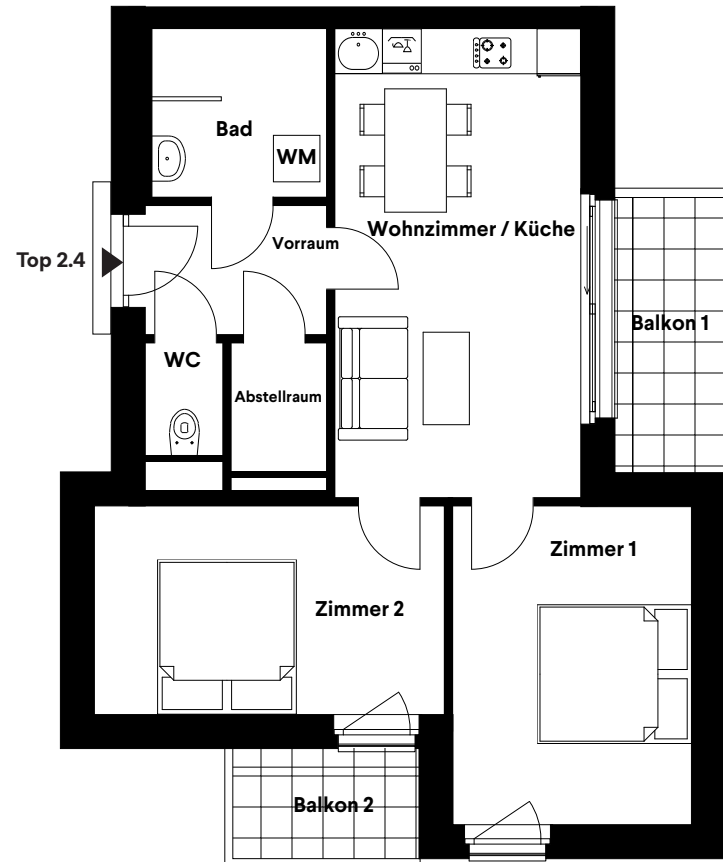 Bad
WM
Vorraum
Wohnzimmer / Küche
Top 2.4
Balkon 1
WC
Abstellraum
Zimmer 1
Zimmer 2
Balkon 2